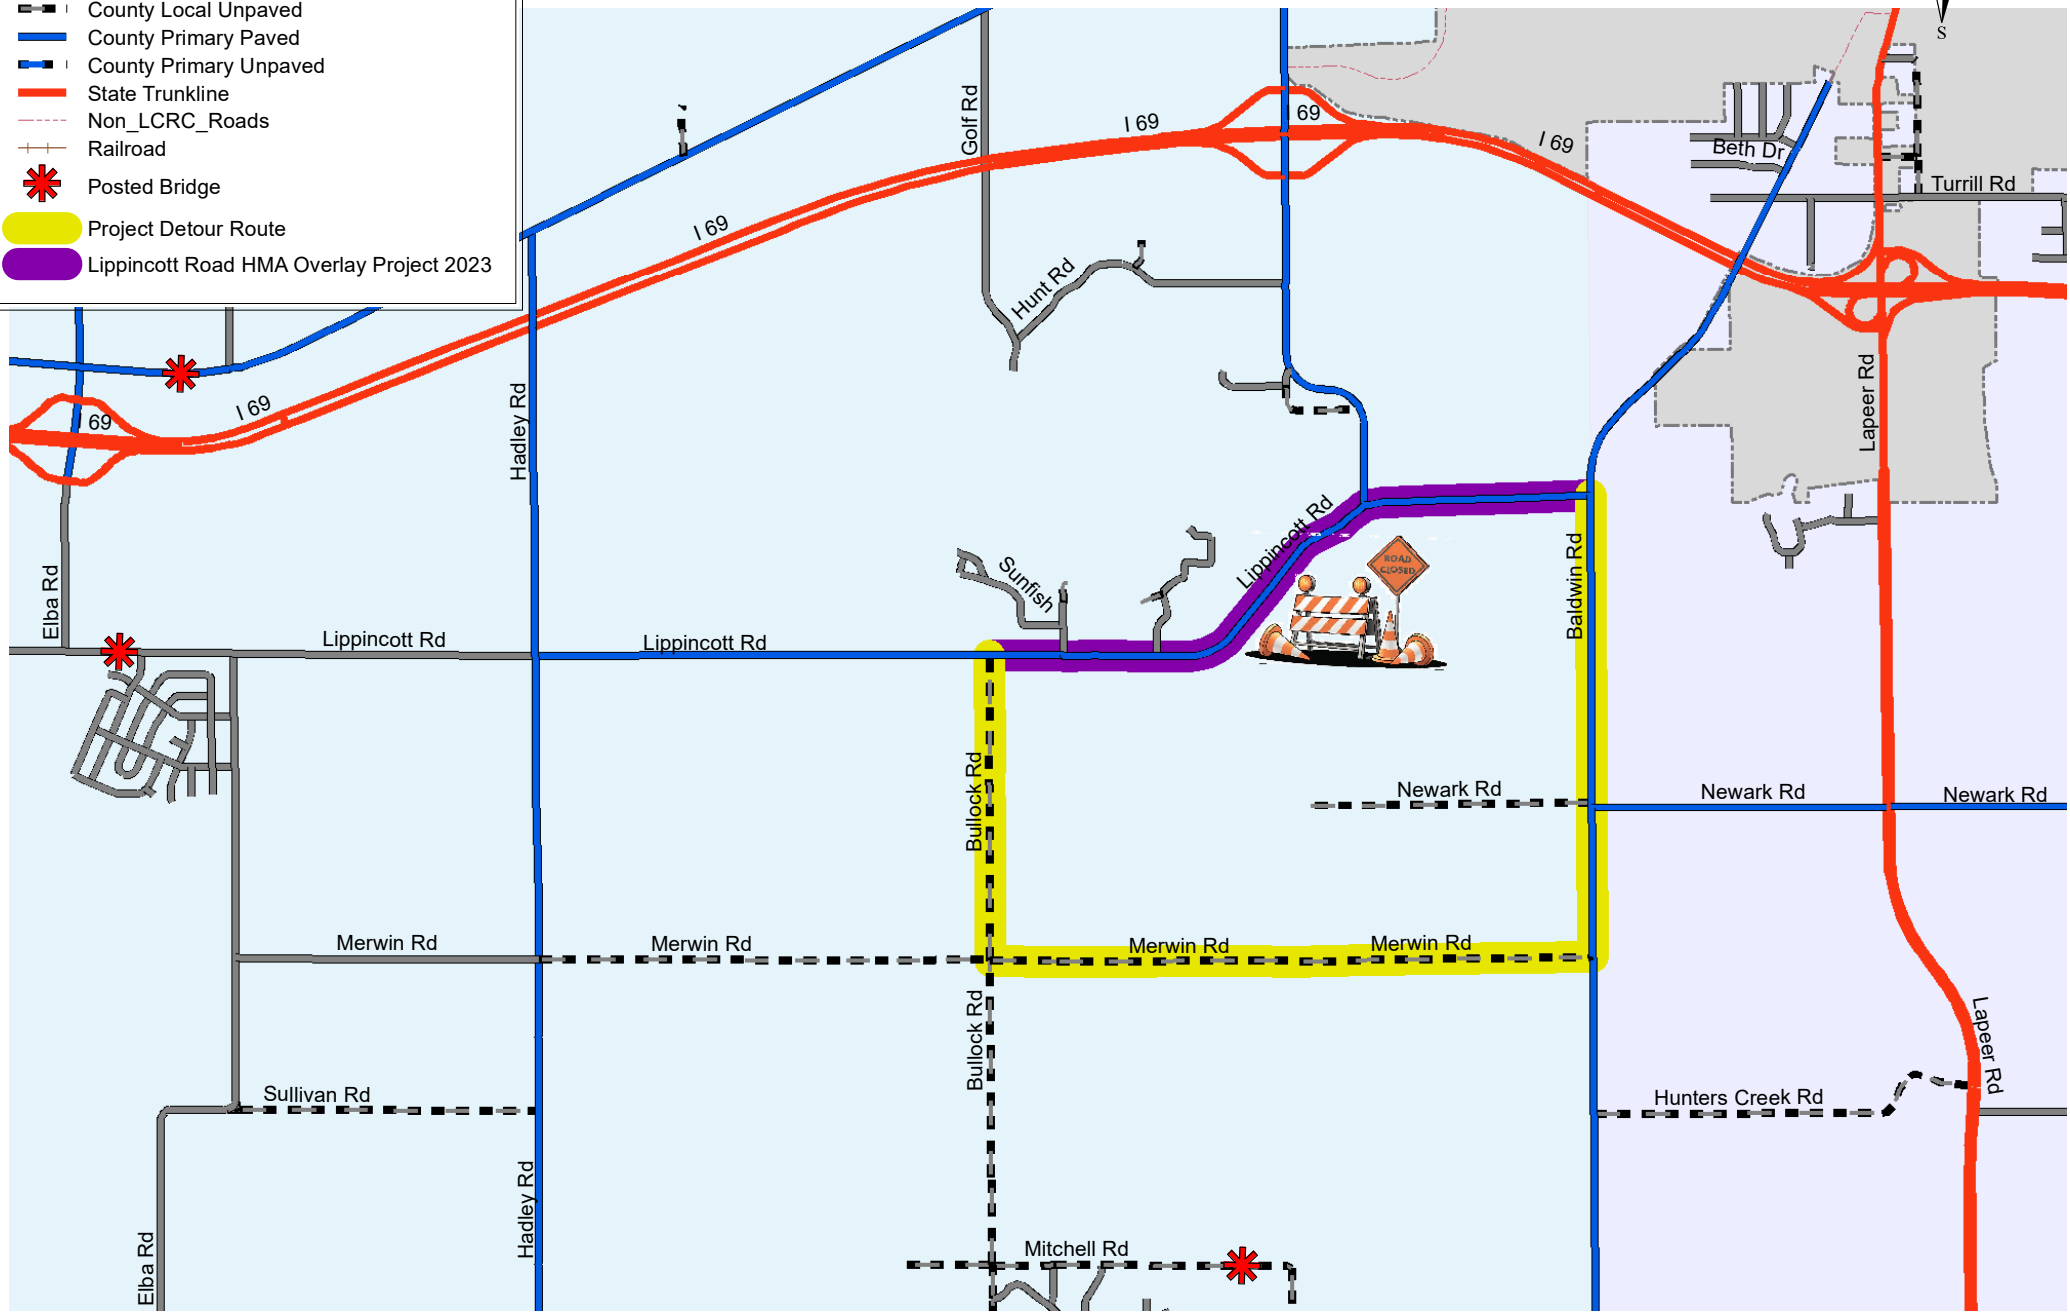 County Local Unpaved
County Primary Paved
County Primary Unpaved
State Trunkline
Non_LCRC_Roads
Railroad
Posted Bridge
Project Detour Route
Lippincott Road HMA Overlay Project 2023
S
Golf Rd
I 69
I 69
I 69
Beth Dr
Turrill Rd
I 69
Hunt Rd
Hadley Rd
Lapeer Rd
I 69
69
Lippincott Rd
ROAD
CLOSED
Baldwin Rd
Elba Rd
Sunfish
Lippincott Rd
Lippincott Rd
Bullock Rd
Newark Rd
Newark Rd
Newark Rd
Merwin Rd
Merwin Rd
Merwin Rd
Merwin Rd
Bullock Rd
Lapeer Rd
Sullivan Rd
Hunters Creek Rd
Hadley Rd
Elba Rd
Mitchell Rd